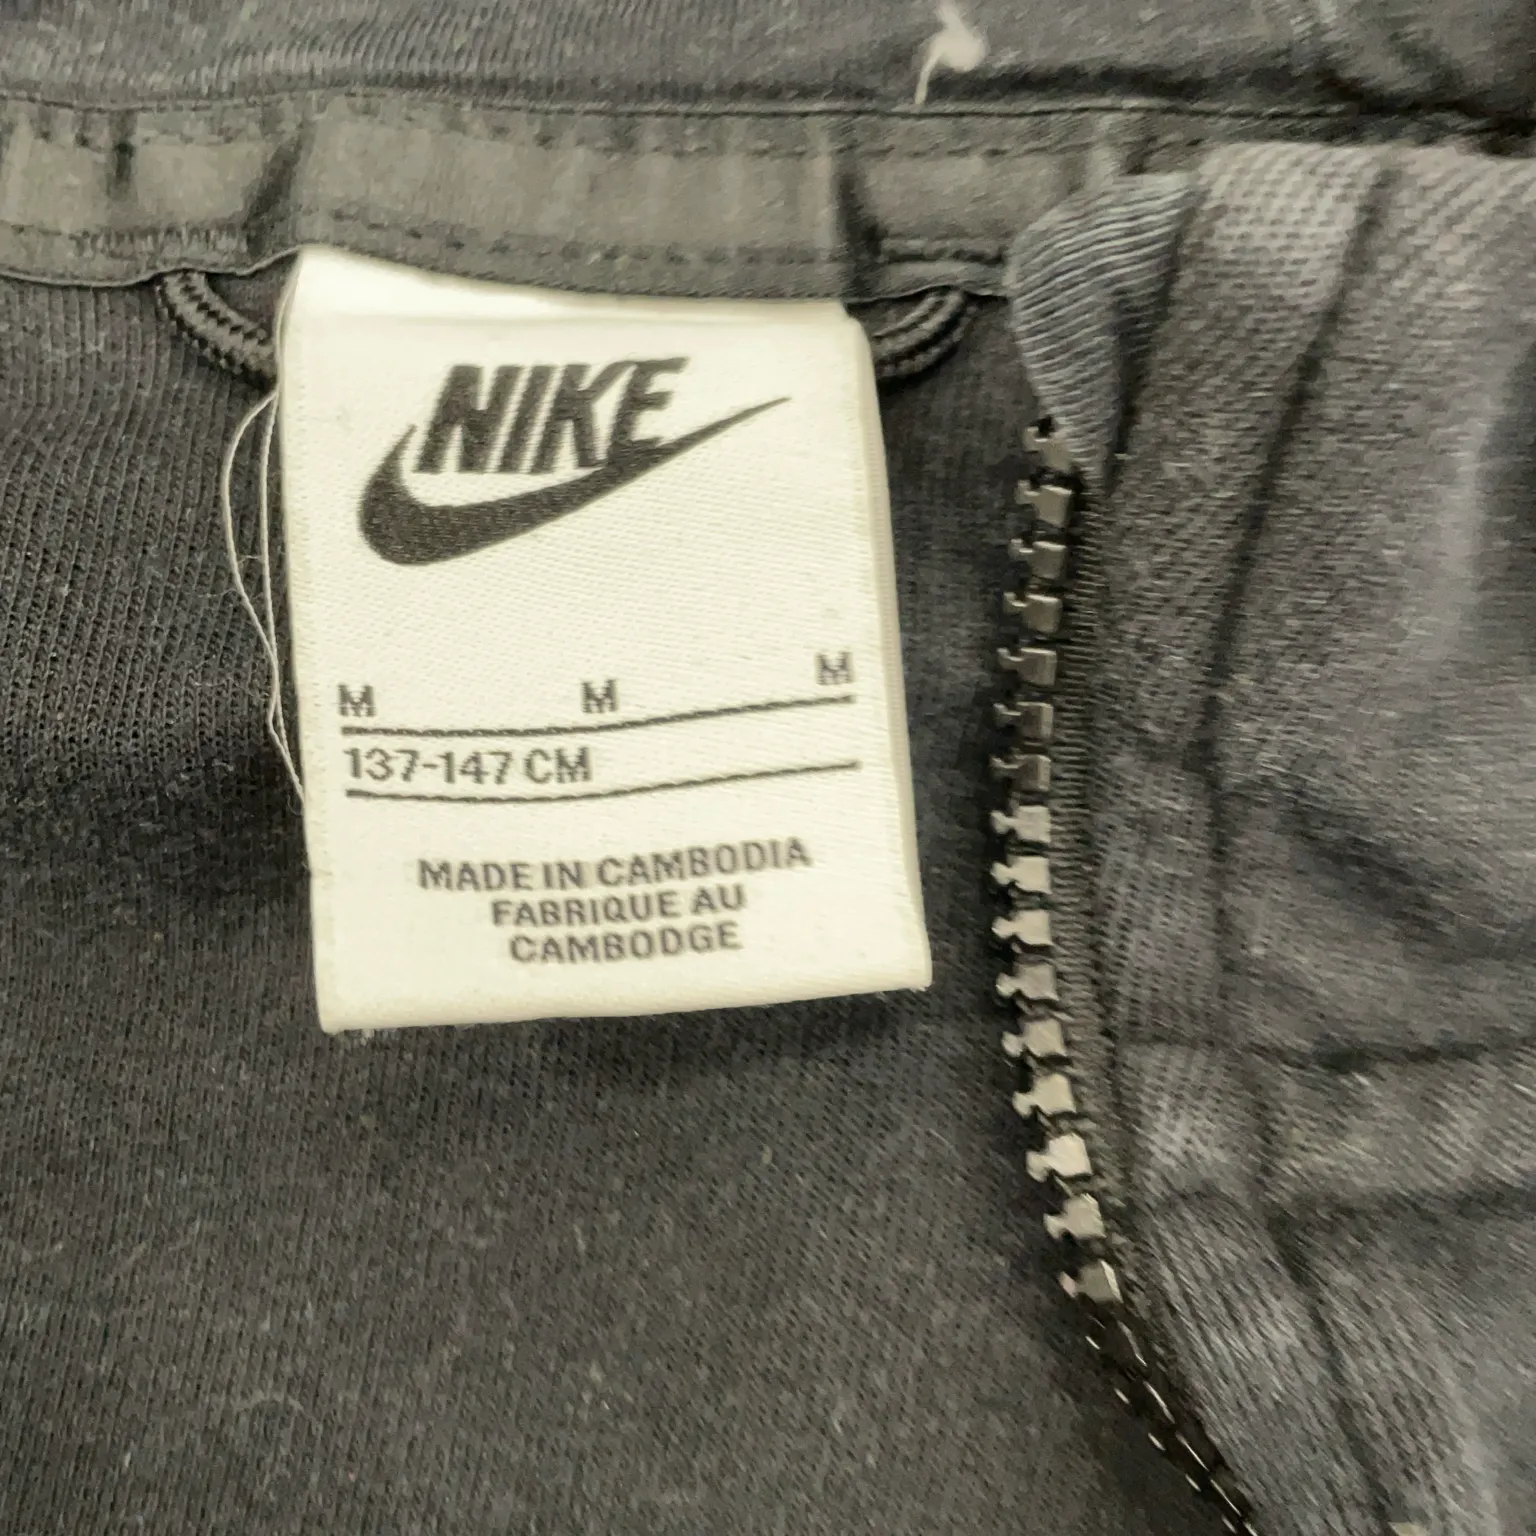 NIKE
M M M
137-147 CM
MADE IN CAMBODIA
FABRIQUE AU
CAMBODGE